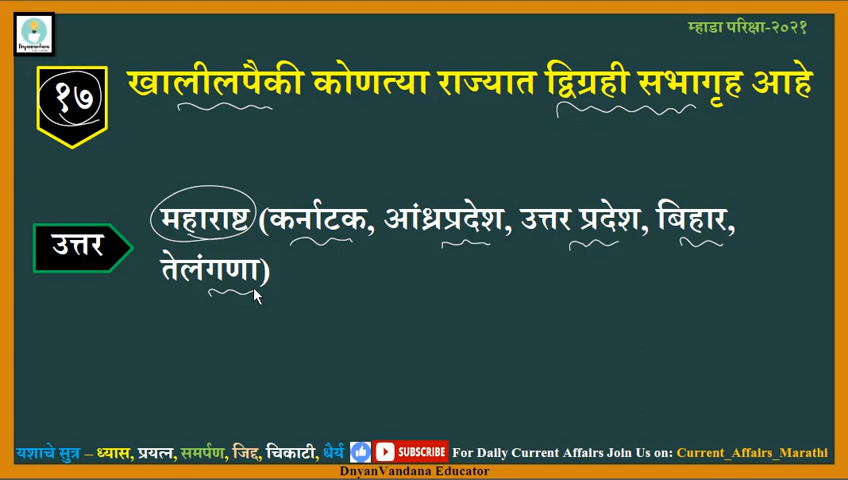 Dnyanvandana
म्हाडा परिक्षा-२०२१
१७
खालीलपैकी कोणत्या राज्यात द्विग्रही सभागृह आहे
उत्तर
महाराष्ट (कर्नाटक, आंध्रप्रदेश, उत्तर प्रदेश, बिहार,
तेलंगणा)
यशाचे सुत्र – ध्यास, प्रयत्न, समर्पण, जिद्द, चिकाटी, धैर्य SUBSCRIBE For Daily Current Affairs Join Us on: Current_Affairs_Marathi
DnyanVandana Educator